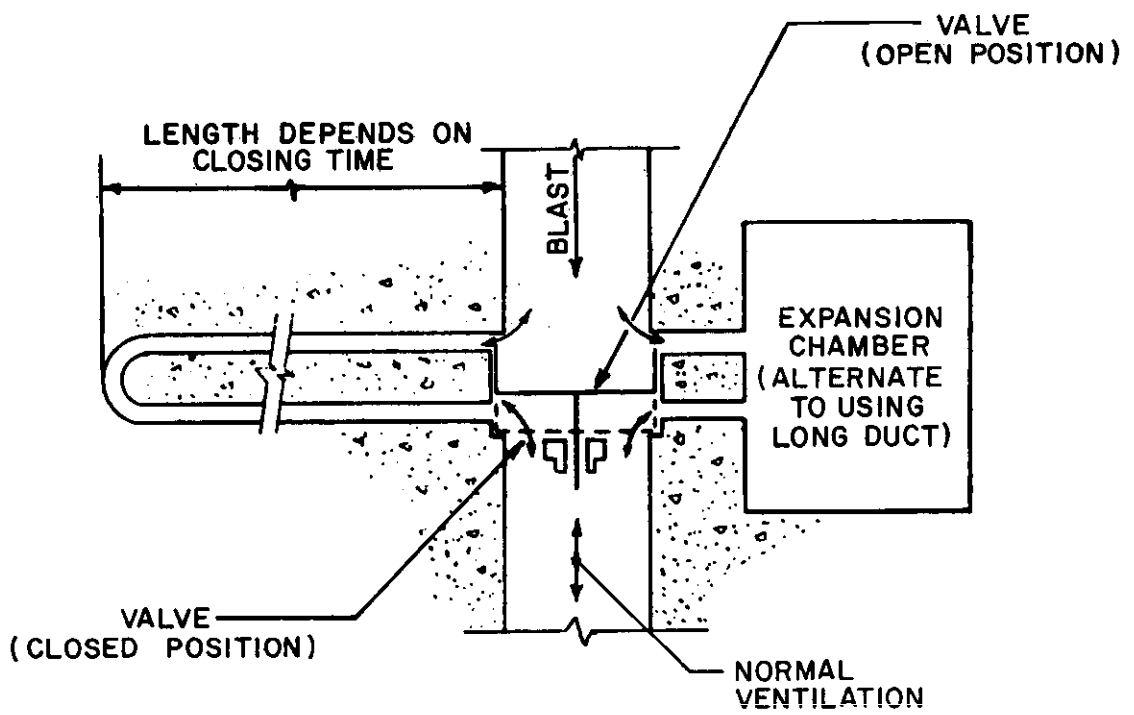 VALVE
(OPEN POSITION)
LENGTH DEPENDS ON
CLOSING TIME
BLAST
EXPANSION
CHAMBER
(ALTERNATE
TO USING
LONG DUCT)
VALVE
(CLOSED POSITION)
NORMAL
VENTILATION